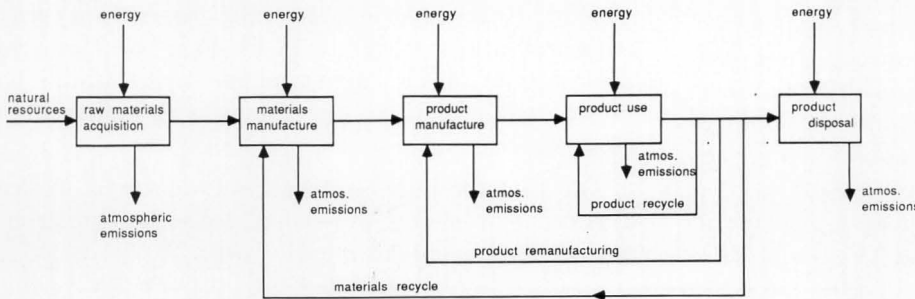 energy
energy
energy
energy
energy
natural
resources
raw materials
acquisition
materials
manufacture
product
manufacture
product use
product
disposal
atmospheric
emissions
atmos.
emissions
atmos.
emissions
atmos.
emissions
atmos.
emissions
product recycle
product remanufacturing
materials recycle